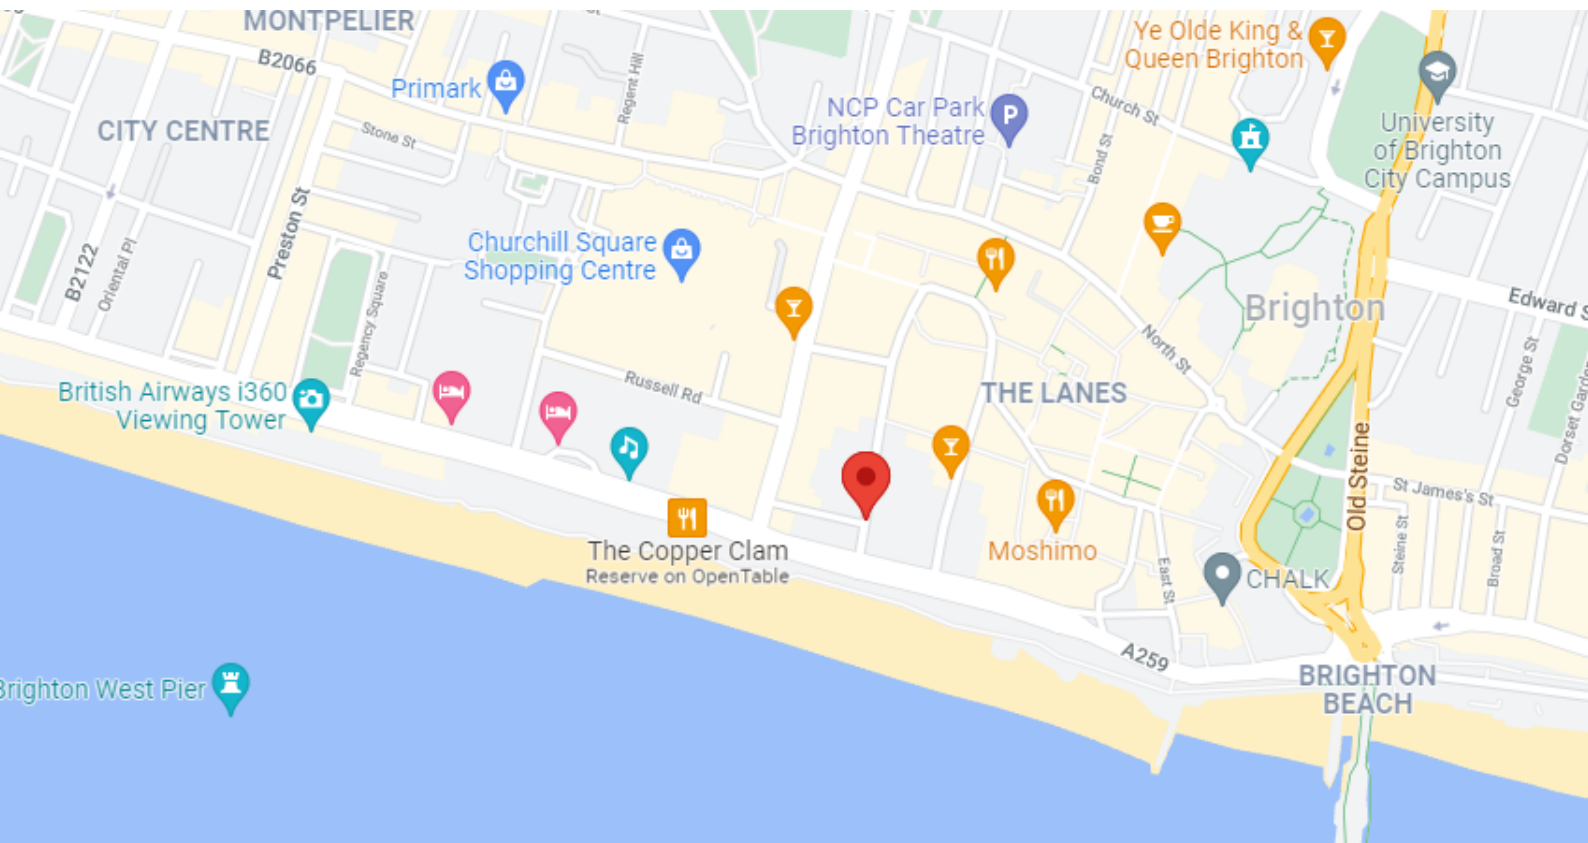 MONTPELIER
B2066
Primark
Regent Hill
CITY CENTRE
Stone St
Ye Olde King &
Queen Brighton
NCP Car Park
Brighton Theatre
P
Church St
Bond St
University
of Brighton
City Campus
Preston St
B2122
Oriental Pl
Regency Square
Churchill Square
Shopping Centre
Brighton
Edward S
North St
George St
Dorset Garden
Russell Rd
THE LANES
British Airways i360
Viewing Tower
Old Steine
St James's St
Steine St
Broad St
The Copper Clam
Reserve on OpenTable
Moshimo
East St
CHALK
A259
BRIGHTON
BEACH
Brighton West Pier